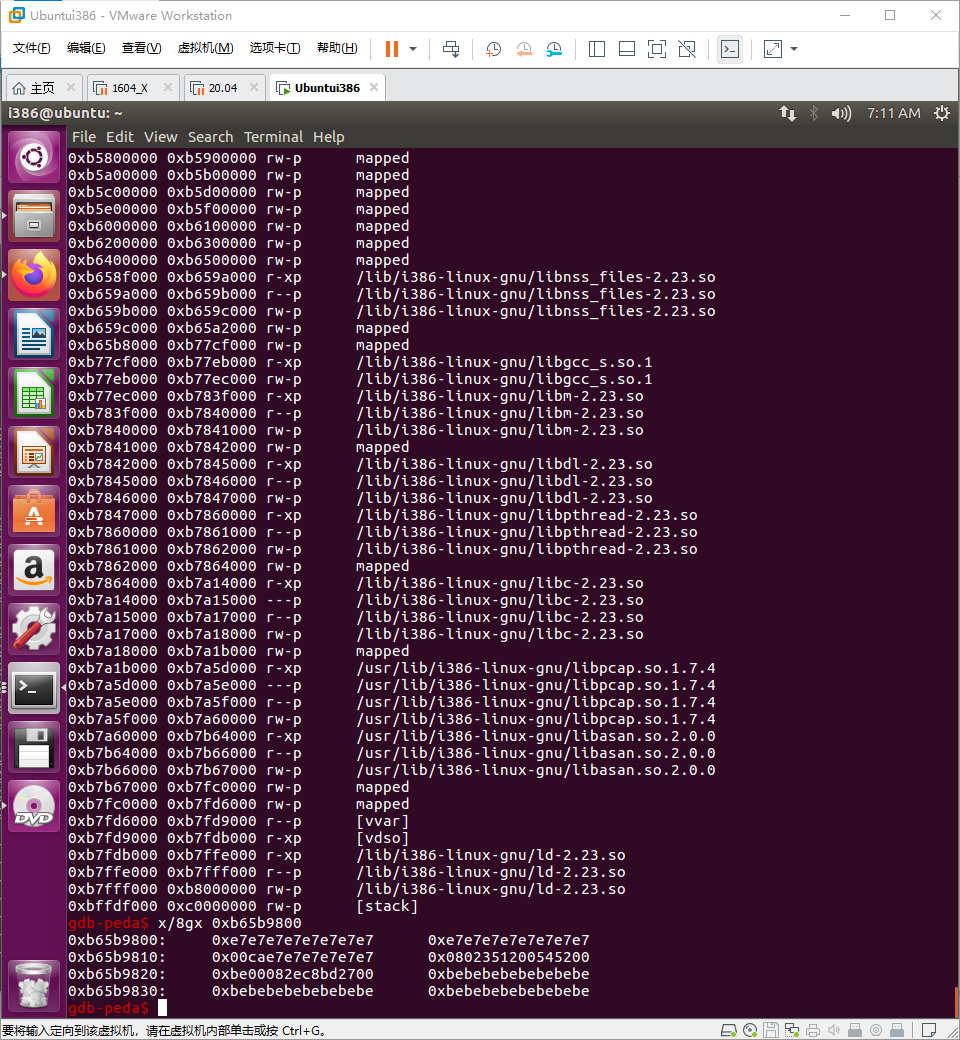 Ubuntui386 - VMware Workstation
文件(F) 编辑(E) 查看(V) 虚拟机(M) 选项卡(T) 帮助(H)
主页 1604_X 20.04 Ubuntui386
i386@ubuntu: ~ 7:11 AM
File Edit View Search Terminal Help
0xb5800000 0xb5900000 rw-p mapped
0xb5a00000 0xb5b00000 rw-p mapped
0xb5c00000 0xb5d00000 rw-p mapped
0xb5e00000 0xb5f00000 rw-p mapped
0xb6000000 0xb6100000 rw-p mapped
0xb6200000 0xb6300000 rw-p mapped
0xb6400000 0xb6500000 rw-p mapped
0xb658f000 0xb659a000 r-xp /lib/i386-linux-gnu/libnss_files-2.23.so
0xb659a000 0xb659b000 r--p /lib/i386-linux-gnu/libnss_files-2.23.so
0xb659b000 0xb659c000 rw-p /lib/i386-linux-gnu/libnss_files-2.23.so
0xb659c000 0xb65a2000 rw-p mapped
0xb65b8000 0xb77cf000 rw-p mapped
0xb77cf000 0xb77eb000 r-xp /lib/i386-linux-gnu/libgcc_s.so.1
0xb77eb000 0xb77ec000 rw-p /lib/i386-linux-gnu/libgcc_s.so.1
0xb77ec000 0xb783f000 r-xp /lib/i386-linux-gnu/libm-2.23.so
0xb783f000 0xb7840000 r--p /lib/i386-linux-gnu/libm-2.23.so
0xb7840000 0xb7841000 rw-p /lib/i386-linux-gnu/libm-2.23.so
0xb7841000 0xb7842000 rw-p mapped
0xb7842000 0xb7845000 r-xp /lib/i386-linux-gnu/libdl-2.23.so
0xb7845000 0xb7846000 r--p /lib/i386-linux-gnu/libdl-2.23.so
0xb7846000 0xb7847000 rw-p /lib/i386-linux-gnu/libdl-2.23.so
0xb7847000 0xb7860000 r-xp /lib/i386-linux-gnu/libpthread-2.23.so
0xb7860000 0xb7861000 r--p /lib/i386-linux-gnu/libpthread-2.23.so
0xb7861000 0xb7862000 rw-p /lib/i386-linux-gnu/libpthread-2.23.so
0xb7862000 0xb7864000 rw-p mapped
0xb7864000 0xb7a14000 r-xp /lib/i386-linux-gnu/libc-2.23.so
0xb7a14000 0xb7a15000 ---p /lib/i386-linux-gnu/libc-2.23.so
0xb7a15000 0xb7a17000 r--p /lib/i386-linux-gnu/libc-2.23.so
0xb7a17000 0xb7a18000 rw-p /lib/i386-linux-gnu/libc-2.23.so
0xb7a18000 0xb7a1b000 rw-p mapped
0xb7a1b000 0xb7a5d000 r-xp /usr/lib/i386-linux-gnu/libpcap.so.1.7.4
0xb7a5d000 0xb7a5e000 ---p /usr/lib/i386-linux-gnu/libpcap.so.1.7.4
0xb7a5e000 0xb7a5f000 r--p /usr/lib/i386-linux-gnu/libpcap.so.1.7.4
0xb7a5f000 0xb7a60000 rw-p /usr/lib/i386-linux-gnu/libpcap.so.1.7.4
0xb7a60000 0xb7b64000 r-xp /usr/lib/i386-linux-gnu/libasan.so.2.0.0
0xb7b64000 0xb7b66000 r--p /usr/lib/i386-linux-gnu/libasan.so.2.0.0
0xb7b66000 0xb7b67000 rw-p /usr/lib/i386-linux-gnu/libasan.so.2.0.0
0xb7b67000 0xb7fc0000 rw-p mapped
0xb7fc0000 0xb7fd6000 rw-p mapped
0xb7fd6000 0xb7fd9000 r--p [vvar]
0xb7fd9000 0xb7fdb000 r-xp [vdso]
0xb7fdb000 0xb7ffe000 r-xp /lib/i386-linux-gnu/ld-2.23.so
0xb7ffe000 0xb7fff000 r--p /lib/i386-linux-gnu/ld-2.23.so
0xb7fff000 0xb8000000 rw-p /lib/i386-linux-gnu/ld-2.23.so
0xbffdf000 0xc0000000 rw-p [stack]
gdb-peda$ x/8gx 0xb65b9800
0xb65b9800: 0xe7e7e7e7e7e7e7e7 0xe7e7e7e7e7e7e7e7
0xb65b9810: 0x00cae7e7e7e7e7e7 0x0802351200545200
0xb65b9820: 0xbe00082ec8bd2700 0xbebebebebebebebe
0xb65b9830: 0xbebebebebebebebe 0xbebebebebebebebe
gdb-peda$
要将输入定向到该虚拟机，请在虚拟机内部单击或按 Ctrl+G。